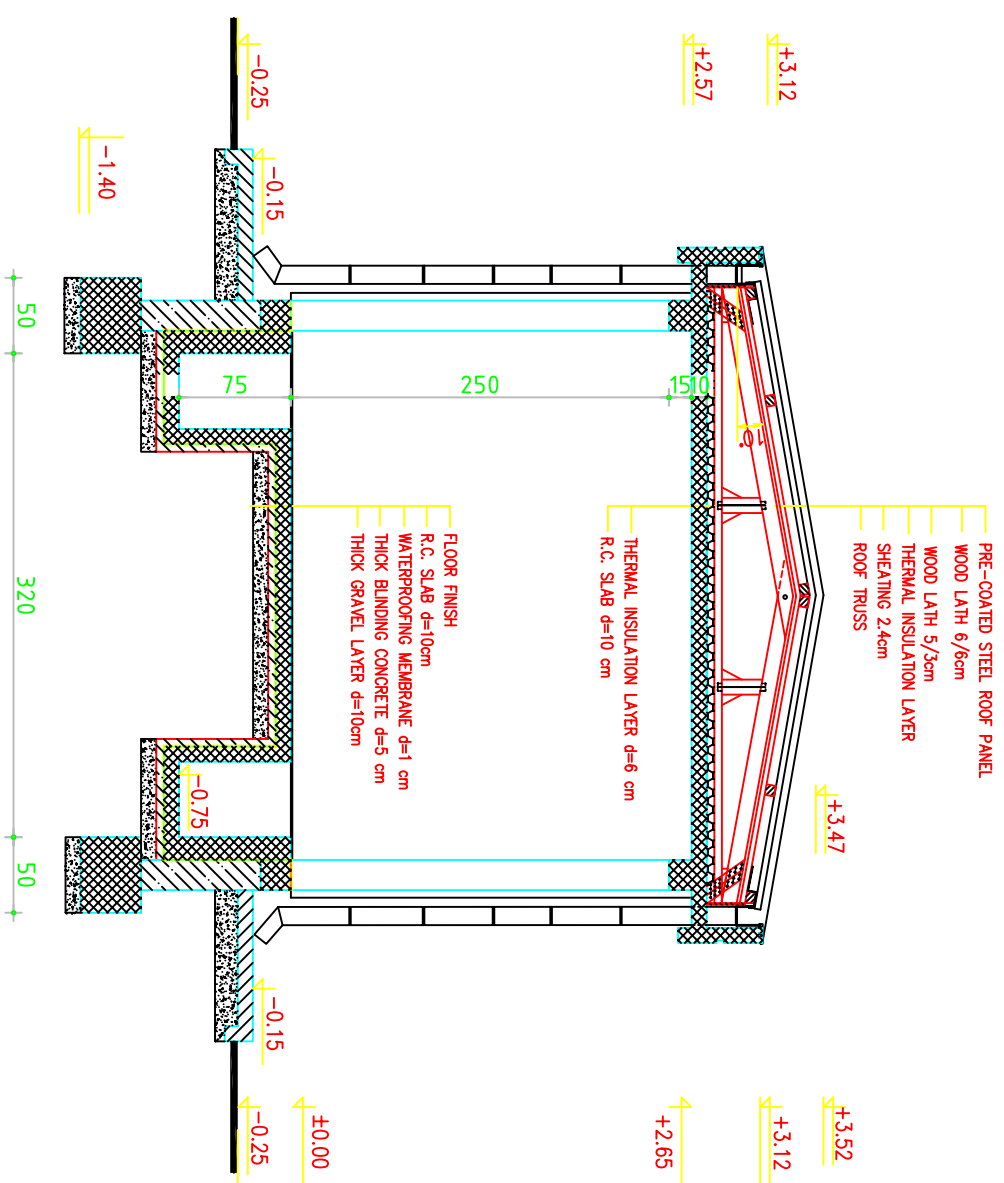 PRE-COATED STEEL ROOF PANEL
WOOD LATH 6/6cm
WOOD LATH 5/3cm
THERMAL INSULATION LAYER
SHEATING 2.4cm
ROOF TRUSS
+3.12
+2.57
+3.47
+3.52
+3.12
+2.65
10°
THERMAL INSULATION LAYER d=6 cm
R.C. SLAB d=10 cm
10
15
250
75
FLOOR FINISH
R.C. SLAB d=10cm
WATERPROOFING MEMBRANE d=1 cm
THICK BLINDING CONCRETE d=5 cm
THICK GRAVEL LAYER d=10cm
±0.00
-0.25
-0.15
-0.75
-0.15
-0.25
-1.40
50
320
50